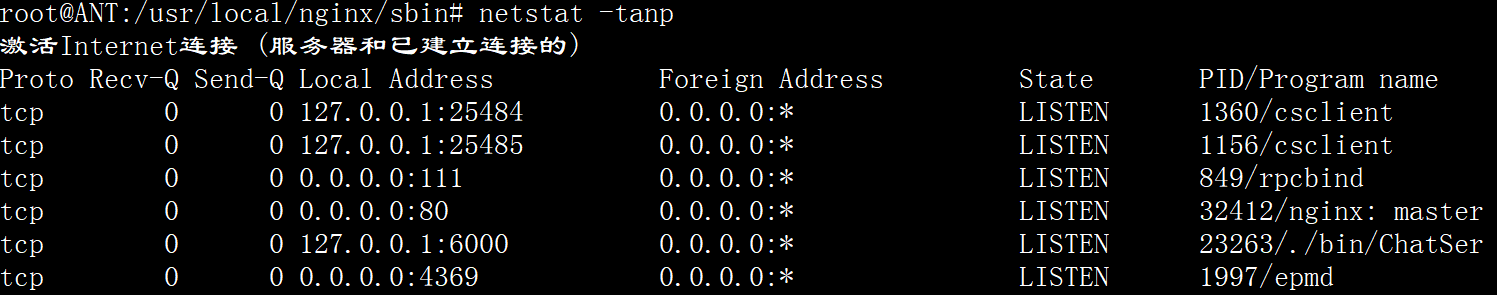 root@ANT:/usr/local/nginx/sbin# netstat -tanp
激活Internet连接 (服务器和已建立连接的)
Proto Recv-Q Send-Q Local Address           Foreign Address         State       PID/Program name
tcp        0      0 127.0.0.1:25484         0.0.0.0:*               LISTEN      1360/csclient
tcp        0      0 127.0.0.1:25485         0.0.0.0:*               LISTEN      1156/csclient
tcp        0      0 0.0.0.0:111             0.0.0.0:*               LISTEN      849/rpcbind
tcp        0      0 0.0.0.0:80              0.0.0.0:*               LISTEN      32412/nginx: master
tcp        0      0 127.0.0.1:6000          0.0.0.0:*               LISTEN      23263/./bin/ChatSer
tcp        0      0 0.0.0.0:4369            0.0.0.0:*               LISTEN      1997/epmd